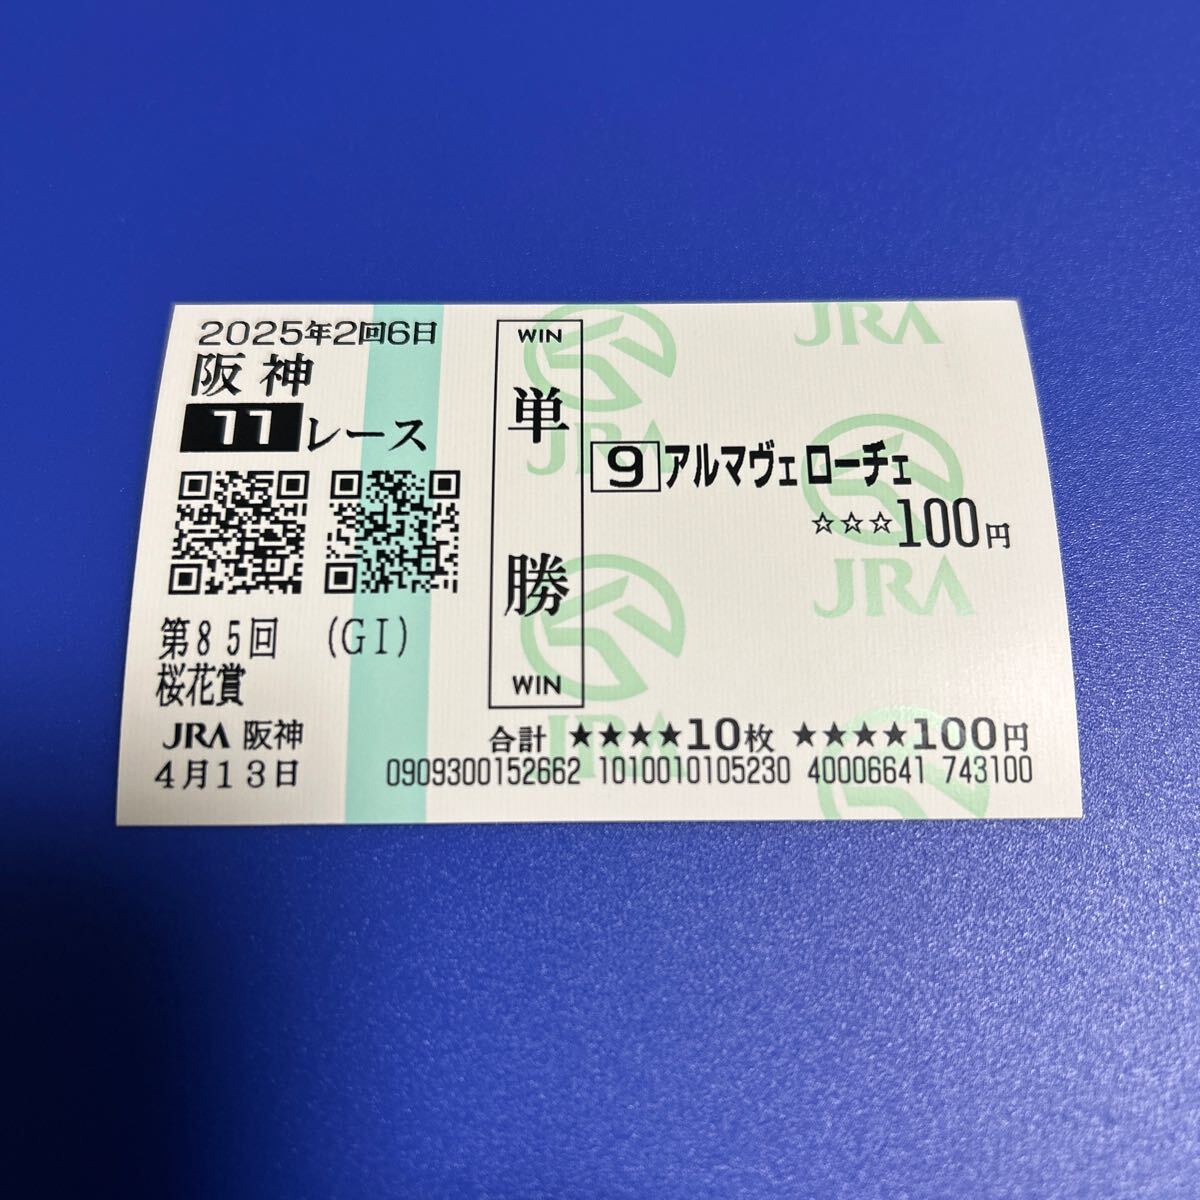 2025年2回6日
阪神
11レース
第85回 (GI)
桜花賞
JRA 阪神
4月13日
WIN
単勝
WIN
9 アルマヴェローチェ
☆☆☆100円
合計 ★★★★10枚 ★★★★100円
0909300152662 1010010105230 40006641 743100
JRA
JRA
JRA
JRA